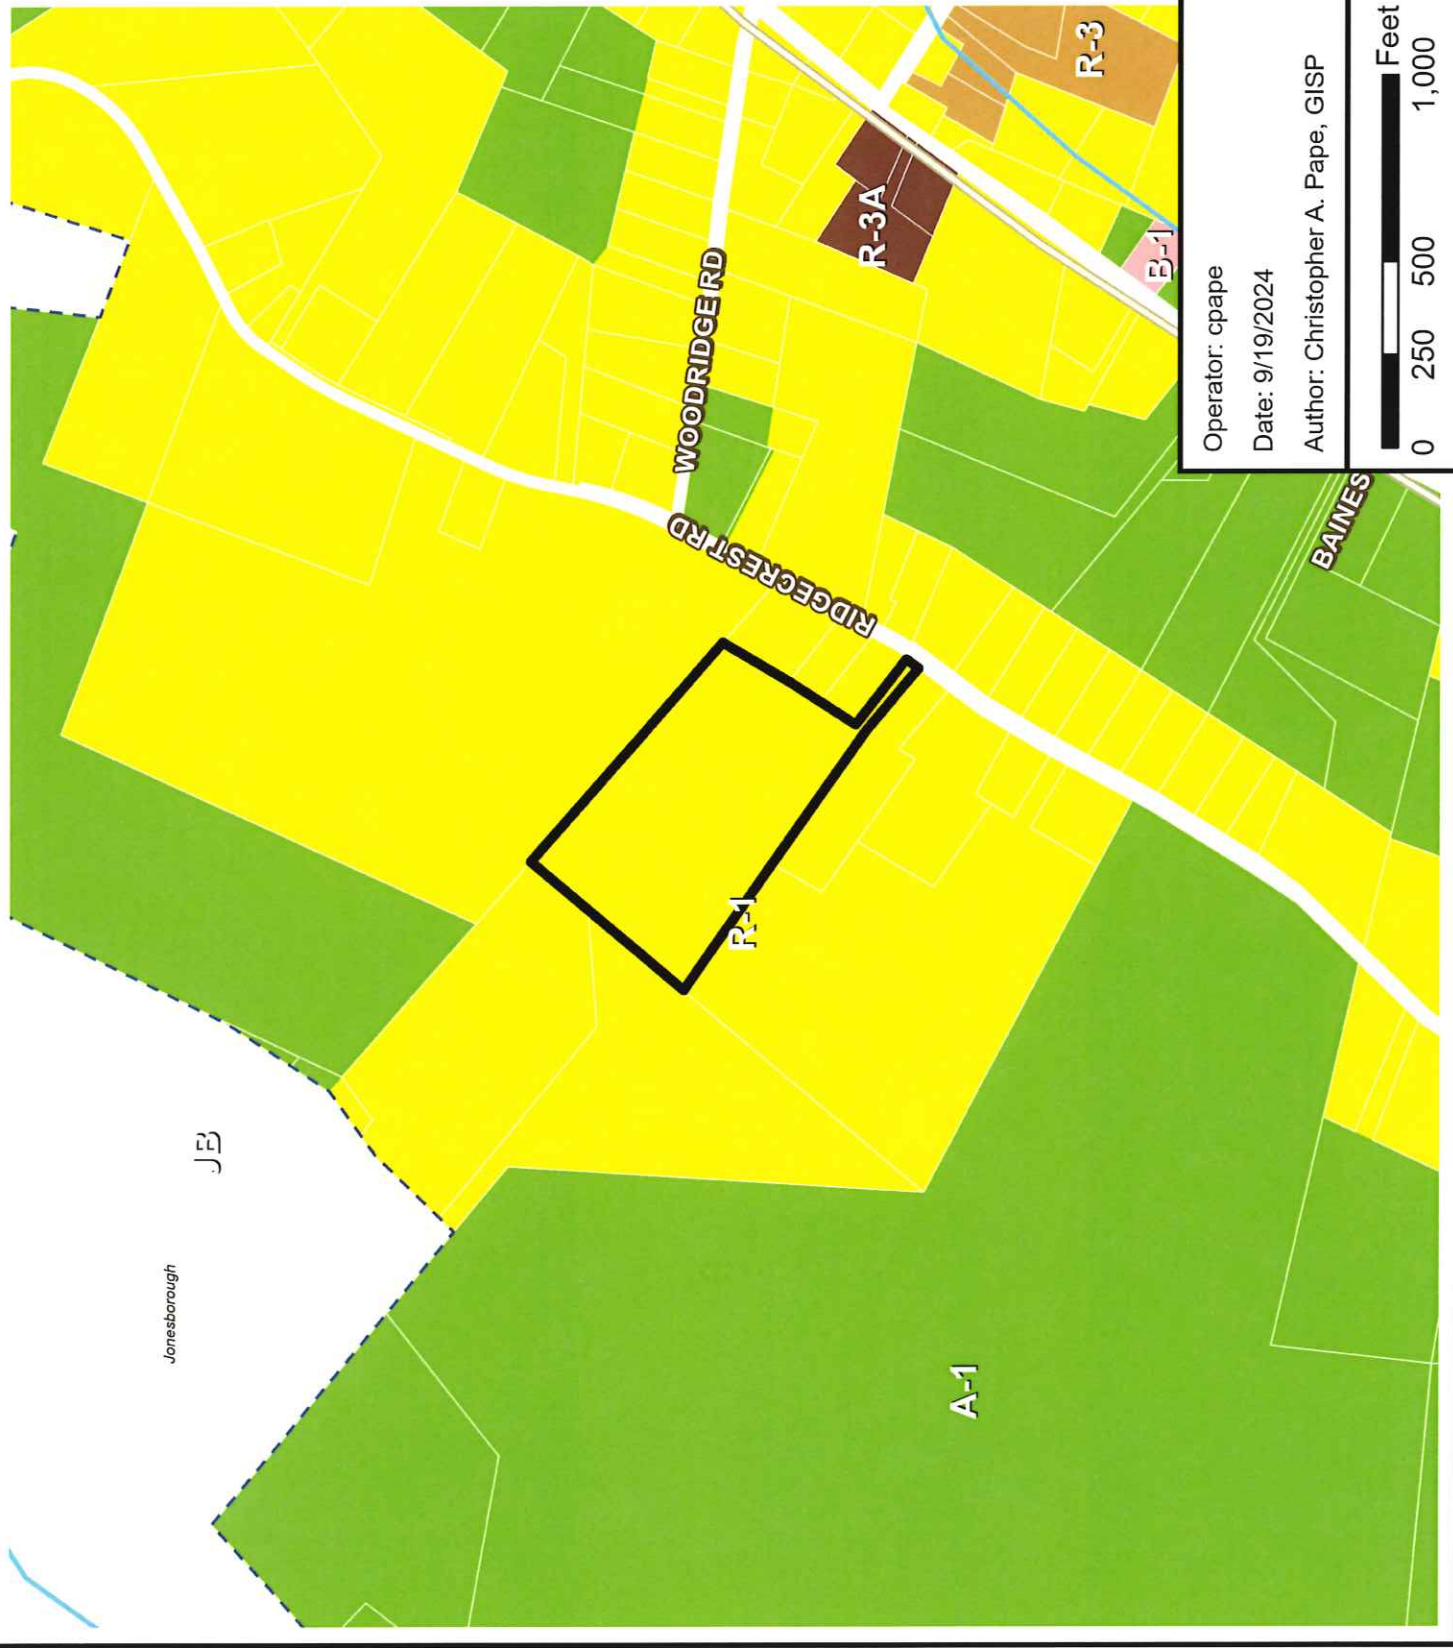 Jonesborough
JB
R-1
A-1
WOODRIDGE RD
RIDGECREST RD
R-3A
R-3
B-1
BAINES
Operator: cpape
Date: 9/19/2024
Author: Christopher A. Pape, GISP
0 250 500 1,000
Feet